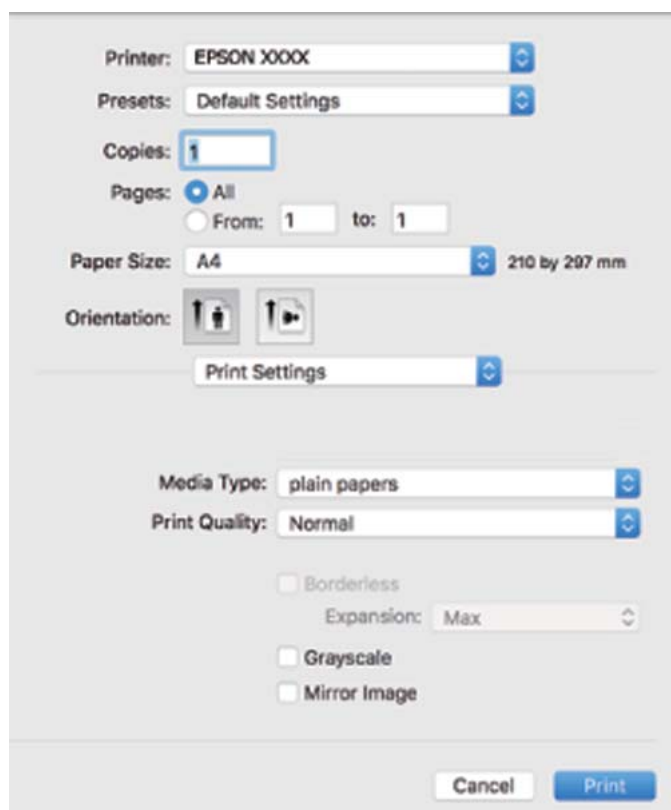 Printer: EPSON XXXX
Presets: Default Settings
Copies: 1
Pages: All
From: 1 to: 1
Paper Size: A4 210 by 297 mm
Orientation:
Print Settings
Media Type: plain papers
Print Quality: Normal
Borderless
Expansion: Max
Grayscale
Mirror Image
Cancel Print